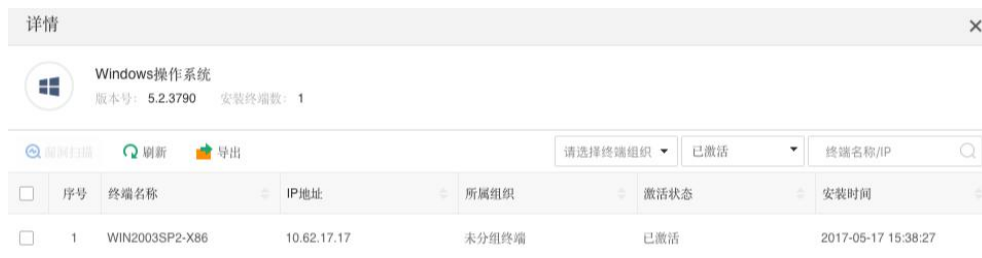 详情
Windows操作系统
版本号: 5.2.3790 安装终端数: 1
漏洞扫描 刷新 导出 请选择终端组织 已激活 终端名称/IP
序号 终端名称 IP地址 所属组织 激活状态 安装时间
1 WIN2003SP2-X86 10.62.17.17 未分组终端 已激活 2017-05-17 15:38:27